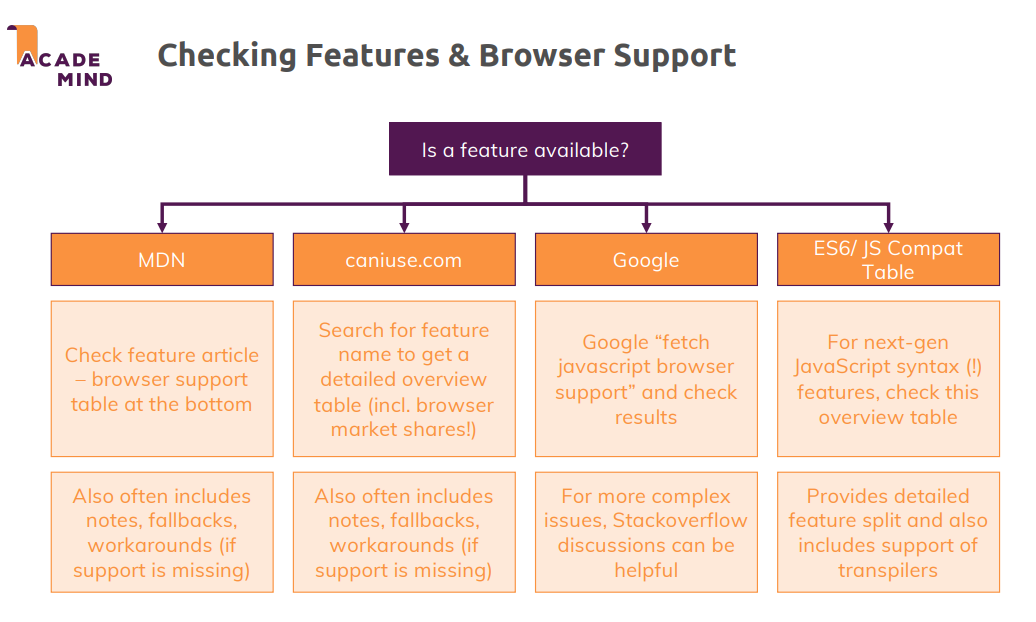 ACADE
MIND
Checking Features & Browser Support
Is a feature available?
MDN
caniuse.com
Google
ES6/ JS Compat
Table
Check feature article
– browser support
table at the bottom
Search for feature
name to get a
detailed overview
table (incl. browser
market shares!)
Google “fetch
javascript browser
support” and check
results
For next-gen
JavaScript syntax (!)
features, check this
overview table
Also often includes
notes, fallbacks,
workarounds (if
support is missing)
Also often includes
notes, fallbacks,
workarounds (if
support is missing)
For more complex
issues, Stackoverflow
discussions can be
helpful
Provides detailed
feature split and also
includes support of
transpilers